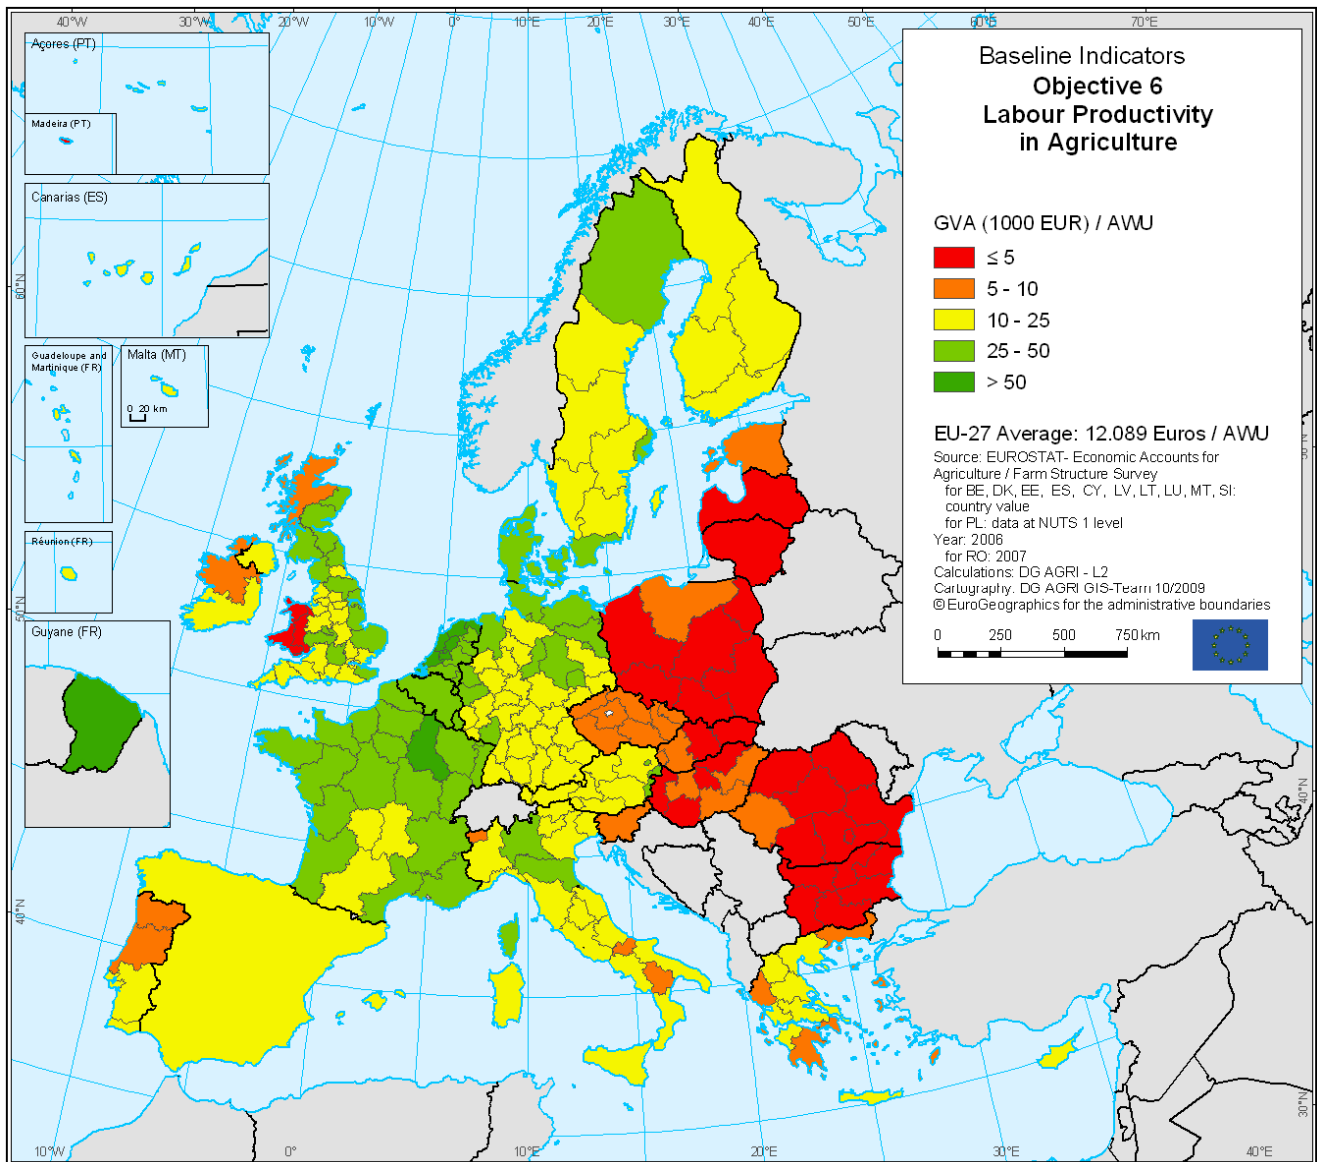 40°W
30°W
20°W
10°W
0°
10°E
20°E
30°E
40°E
50°E
60°E
70°E
Açores (PT)
Madeira (PT)
Canarias (ES)
Guadeloupe and
Martinique (FR)
Malta (MT)
0 20 km
Réunion (FR)
Guyane (FR)
Baseline Indicators
Objective 6
Labour Productivity
in Agriculture
GVA (1000 EUR) / AWU
≤ 5
5 - 10
10 - 25
25 - 50
> 50
EU-27 Average: 12.089 Euros / AWU
Source: EUROSTAT- Economic Accounts for
Agriculture / Farm Structure Survey
for BE, DK, EE, ES, CY, LV, LT, LU, MT, SI:
country value
for PL: data at NUTS 1 level
Year: 2006
for RO: 2007
Calculations: DG AGRI - L2
Cartography: DG AGRI GIS-Team 10/2009
© EuroGeographics for the administrative boundaries
0 250 500 750 km
60°N
50°N
40°N
40°N
30°N
10°W
0°
10°E
20°E
30°E
40°E